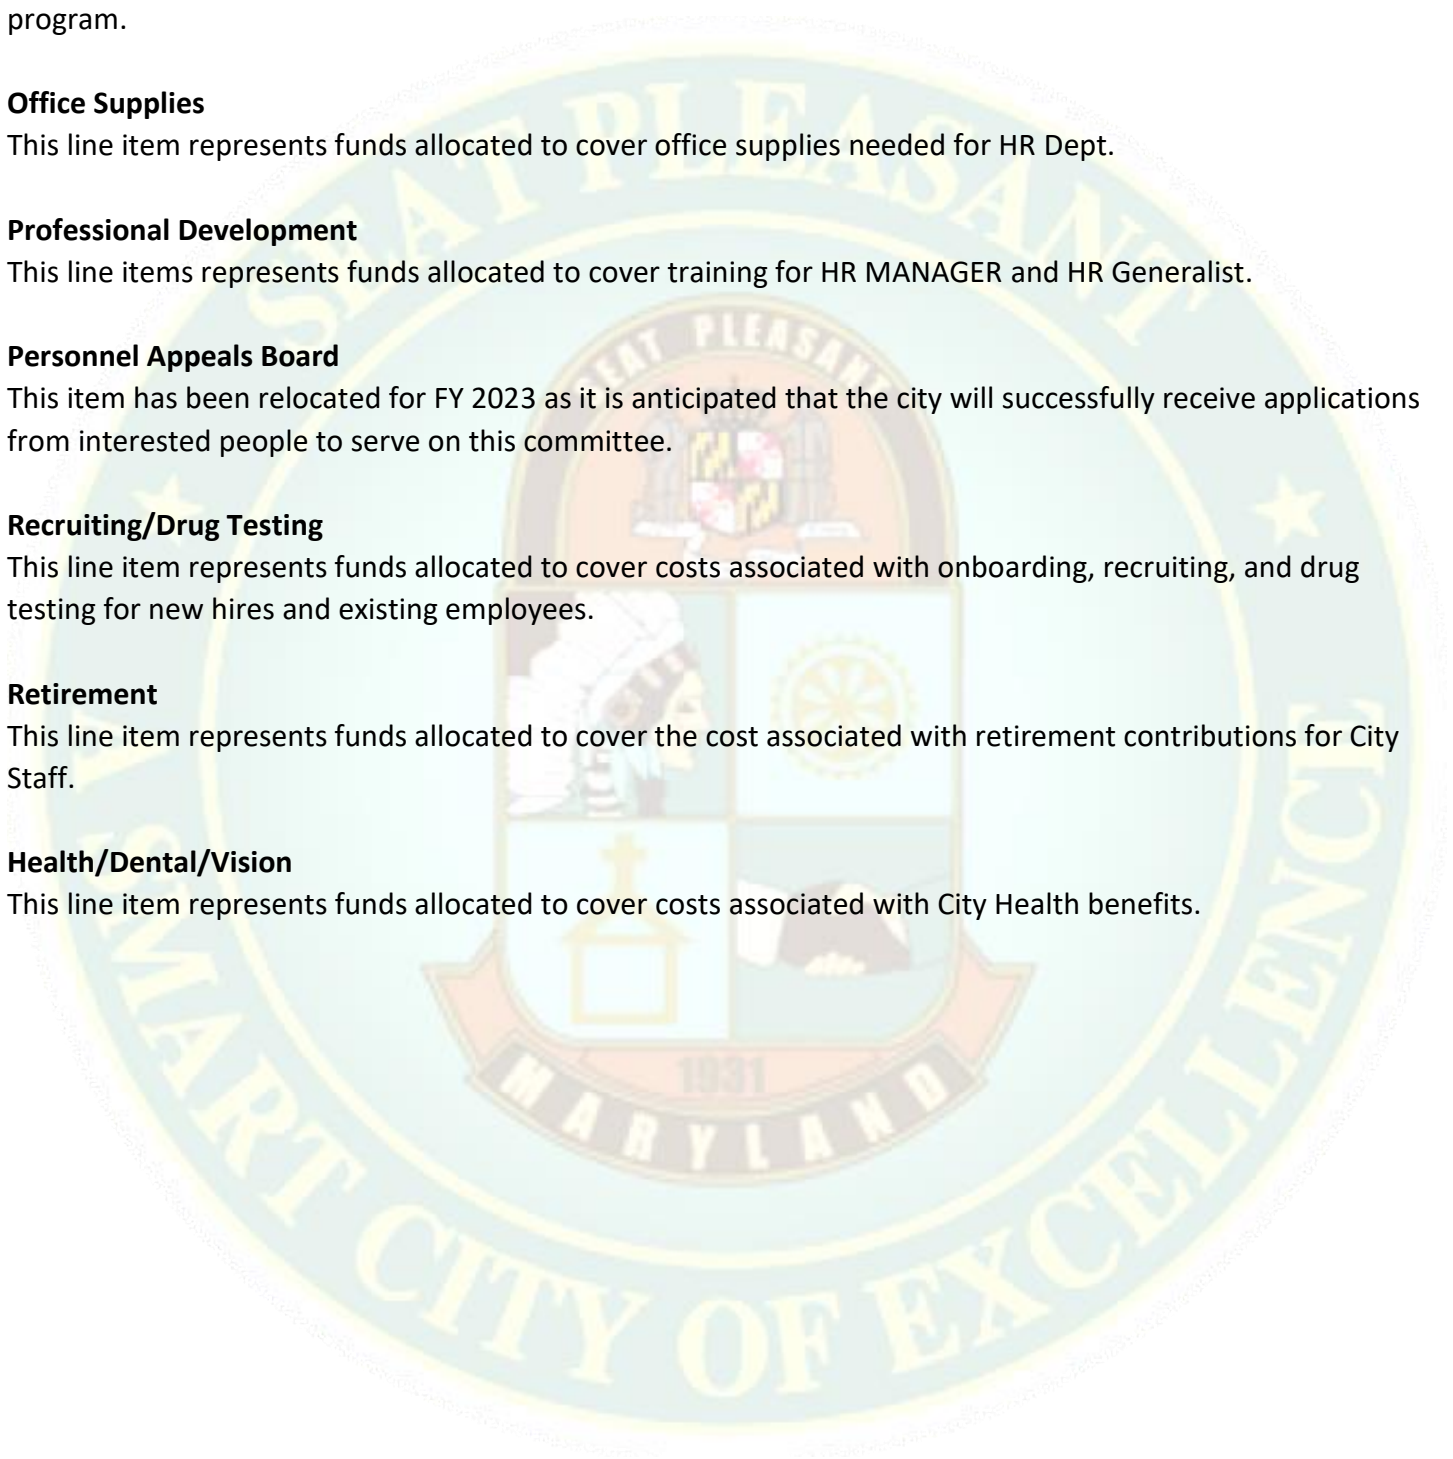 program.
Office Supplies
This line item represents funds allocated to cover office supplies needed for HR Dept.
Professional Development
This line items represents funds allocated to cover training for HR MANAGER and HR Generalist.
Personnel Appeals Board
This item has been relocated for FY 2023 as it is anticipated that the city will successfully receive applications
from interested people to serve on this committee.
Recruiting/Drug Testing
This line item represents funds allocated to cover costs associated with onboarding, recruiting, and drug
testing for new hires and existing employees.
Retirement
This line item represents funds allocated to cover the cost associated with retirement contributions for City
Staff.
Health/Dental/Vision
This line item represents funds allocated to cover costs associated with City Health benefits.
SEAT PLEASANT
SEAT PLEASANT
1931
MARYLAND
A SMART CITY OF EXCELLENCE